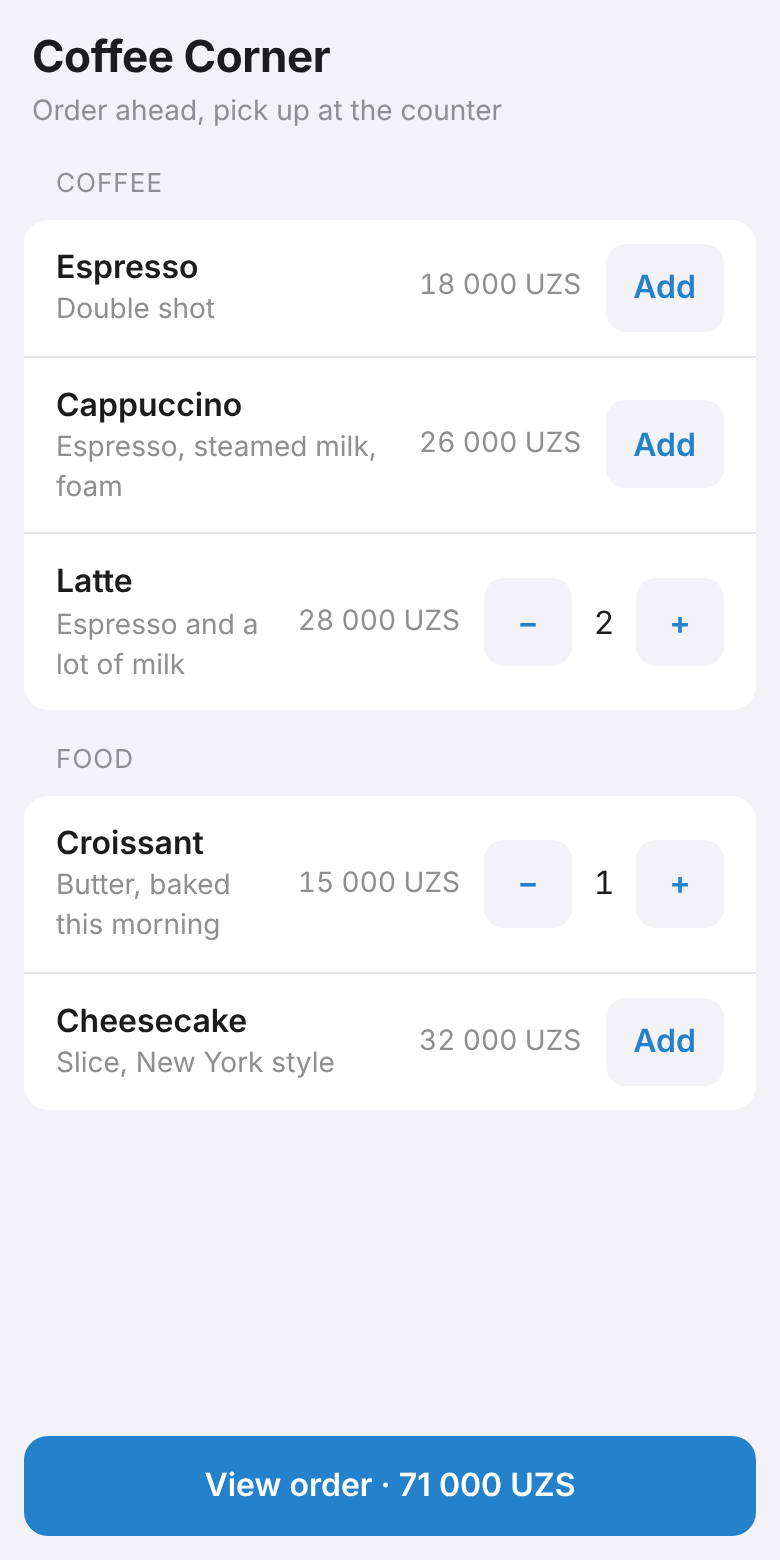 Coffee Corner
Order ahead, pick up at the counter
COFFEE
Espresso
Double shot
18 000 UZS
Add
Cappuccino
Espresso, steamed milk,
foam
26 000 UZS
Add
Latte
Espresso and a
lot of milk
28 000 UZS
− 2 +
FOOD
Croissant
Butter, baked
this morning
15 000 UZS
− 1 +
Cheesecake
Slice, New York style
32 000 UZS
Add
View order · 71 000 UZS